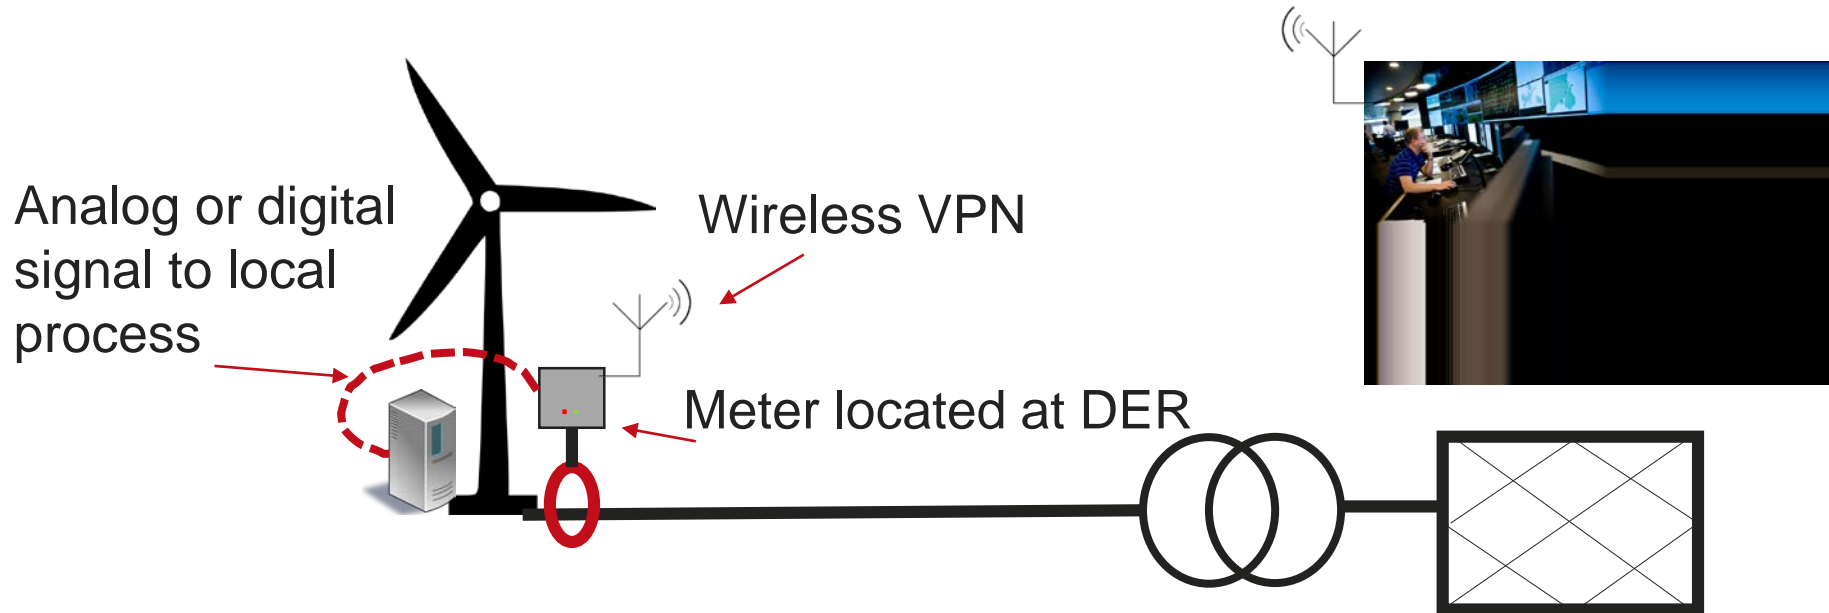 Analog or digital
signal to local
process
Wireless VPN
Meter located at DER